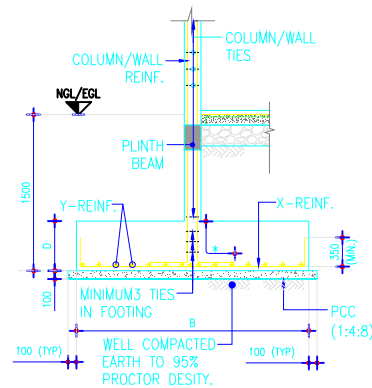 COLUMN/WALL
TIES
COLUMN/WALL
REINF.
NGL/EGL
PLINTH
BEAM
1500
Y-REINF.
X-REINF.
D
*
350
(MIN.)
100
MINIMUM3 TIES
IN FOOTING
PCC
(1:4:8)
B
100 (TYP)
WELL COMPACTED
EARTH TO 95%
PROCTOR DESITY.
100 (TYP)